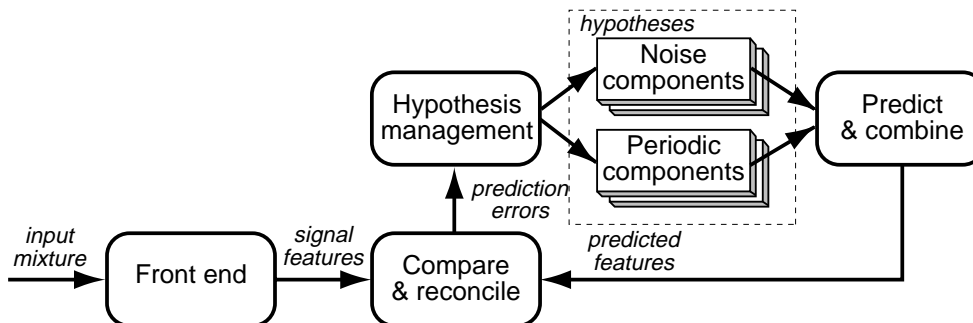 hypotheses
Noise
components
Hypothesis
management
Predict
& combine
Periodic
components
prediction
errors
input
mixture
Front end
signal
features
Compare
& reconcile
predicted
features